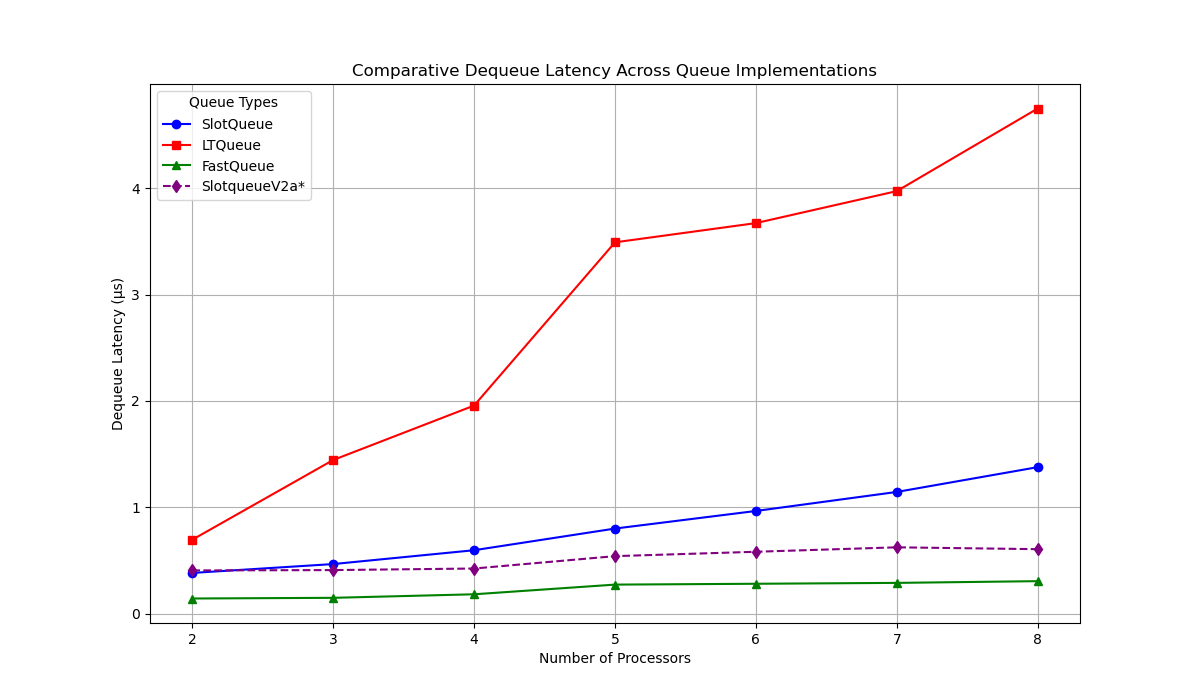 Comparative Dequeue Latency Across Queue Implementations
Queue Types
SlotQueue
LTQueue
FastQueue
SlotqueueV2a*
Dequeue Latency (μs)
4
3
2
1
0
2 3 4 5 6 7 8
Number of Processors